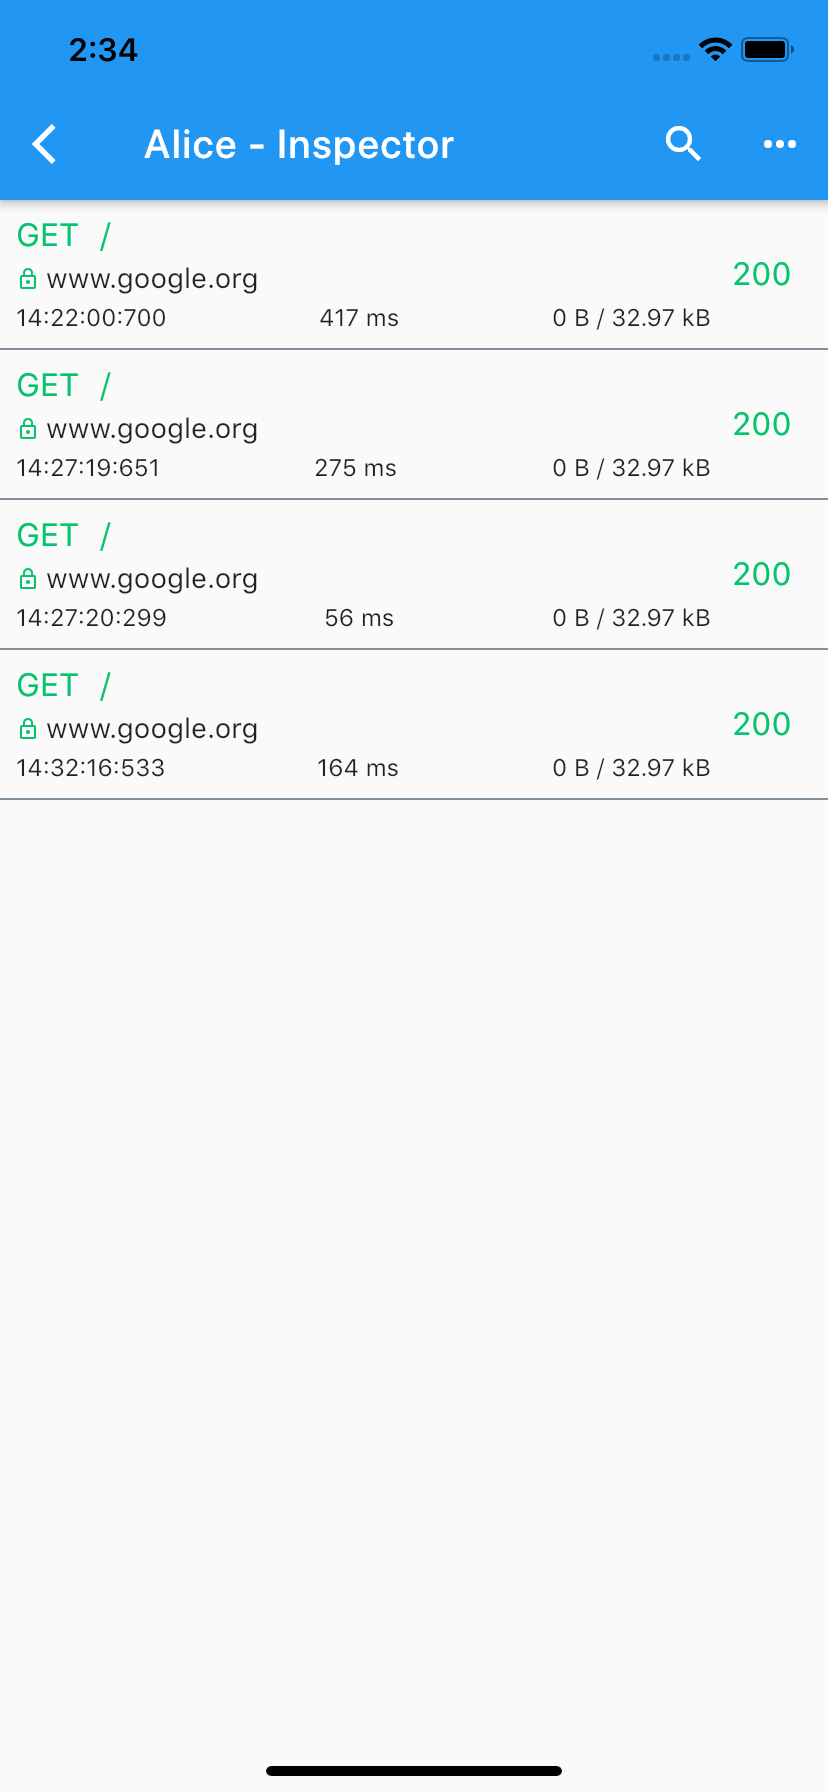 2:34
Alice - Inspector
GET /
www.google.org
200
14:22:00:700 417 ms 0 B / 32.97 kB
GET /
www.google.org
200
14:27:19:651 275 ms 0 B / 32.97 kB
GET /
www.google.org
200
14:27:20:299 56 ms 0 B / 32.97 kB
GET /
www.google.org
200
14:32:16:533 164 ms 0 B / 32.97 kB